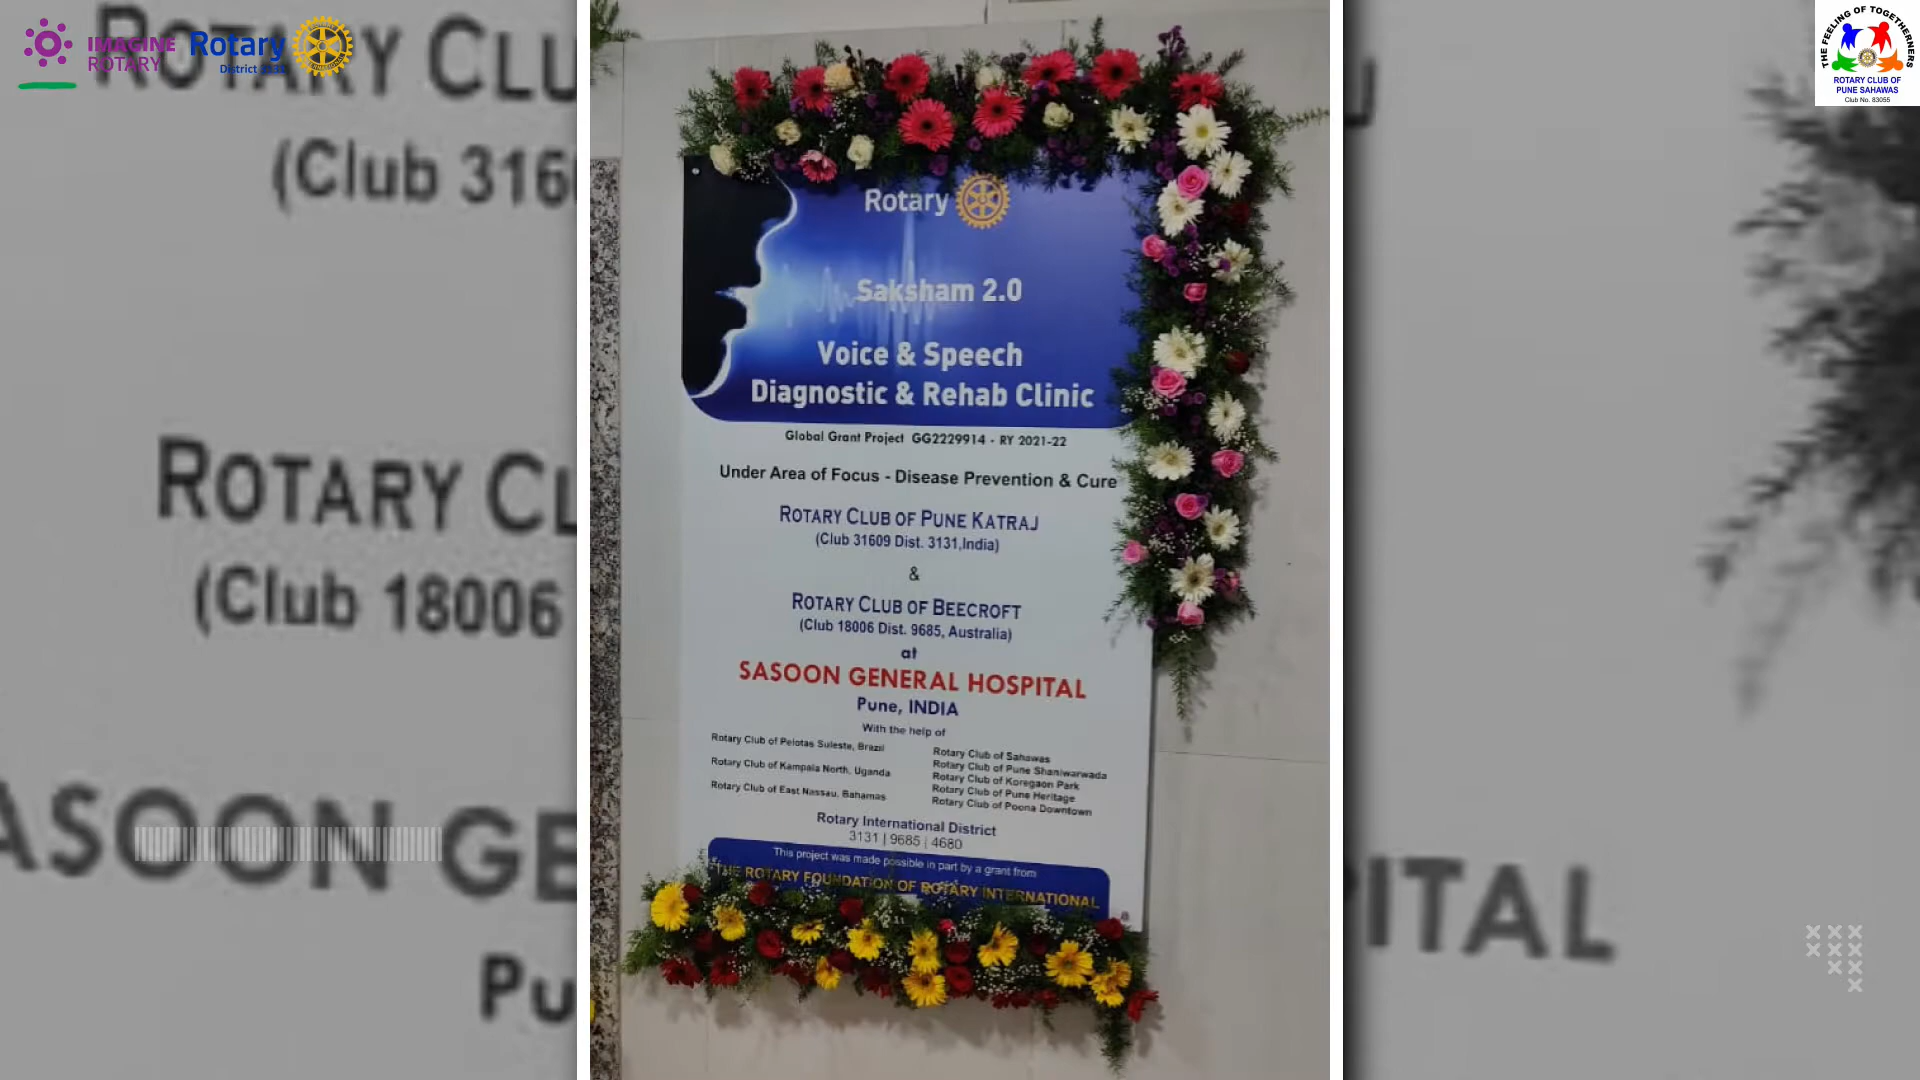 IMAGINE
ROTARY
Rotary
District
THE FEELING OF TOGETHERNERS
ROTARY CLUB OF
PUNE SAHAWAS
Club No. 83055
ROTARY CLU
(Club 3160
ROTARY CL
(Club 18006
ASOON GE
Pu
PITAL
Rotary
Saksham 2.0
Voice & Speech
Diagnostic & Rehab Clinic
Global Grant Project GG2229914 - RY 2021-22
Under Area of Focus - Disease Prevention & Cure
ROTARY CLUB OF PUNE KATRAJ
(Club 31609 Dist. 3131,India)
&
ROTARY CLUB OF BEECROFT
(Club 18006 Dist. 9685, Australia)
at
SASOON GENERAL HOSPITAL
Pune, INDIA
With the help of
Rotary Club of Pelotas Suleste, Brazil
Rotary Club of Kampala North, Uganda
Rotary Club of East Nassau, Bahamas
Rotary Club of Sahawas
Rotary Club of Pune Shaniwarwada
Rotary Club of Koregaon Park
Rotary Club of Pune Heritage
Rotary Club of Poona Downtown
Rotary International District
3131 | 9685 | 4680
This project was made possible in part by a grant from
THE ROTARY FOUNDATION OF ROTARY INTERNATIONAL